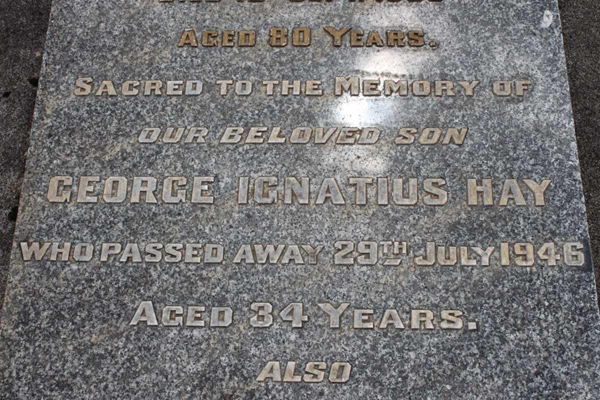 AGED 80 YEARS.
SACRED TO THE MEMORY OF
OUR BELOVED SON
GEORGE IGNATIUS HAY
WHO PASSED AWAY 29TH JULY 1946
AGED 34 YEARS.
ALSO